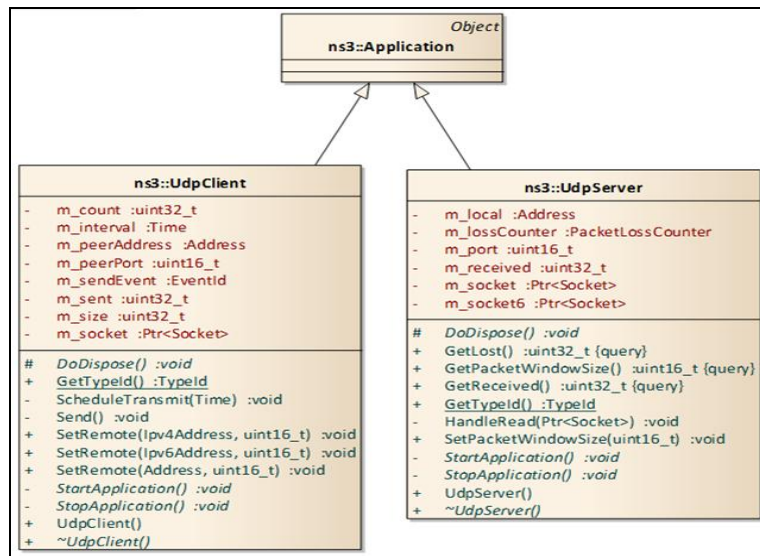 Object
ns3::Application
ns3::UdpClient
- m_count :uint32_t
- m_interval :Time
- m_peerAddress :Address
- m_peerPort :uint16_t
- m_sendEvent :EventId
- m_sent :uint32_t
- m_size :uint32_t
- m_socket :Ptr<Socket>
# DoDispose() :void
+ GetTypeId() :TypeId
- ScheduleTransmit(Time) :void
- Send() :void
+ SetRemote(Ipv4Address, uint16_t) :void
+ SetRemote(Ipv6Address, uint16_t) :void
+ SetRemote(Address, uint16_t) :void
- StartApplication() :void
- StopApplication() :void
+ UdpClient()
+ ~UdpClient()
ns3::UdpServer
- m_local :Address
- m_lossCounter :PacketLossCounter
- m_port :uint16_t
- m_received :uint32_t
- m_socket :Ptr<Socket>
- m_socket6 :Ptr<Socket>
# DoDispose() :void
+ GetLost() :uint32_t {query}
+ GetPacketWindowSize() :uint16_t {query}
+ GetReceived() :uint32_t {query}
+ GetTypeId() :TypeId
- HandleRead(Ptr<Socket>) :void
+ SetPacketWindowSize(uint16_t) :void
- StartApplication() :void
- StopApplication() :void
+ UdpServer()
+ ~UdpServer()